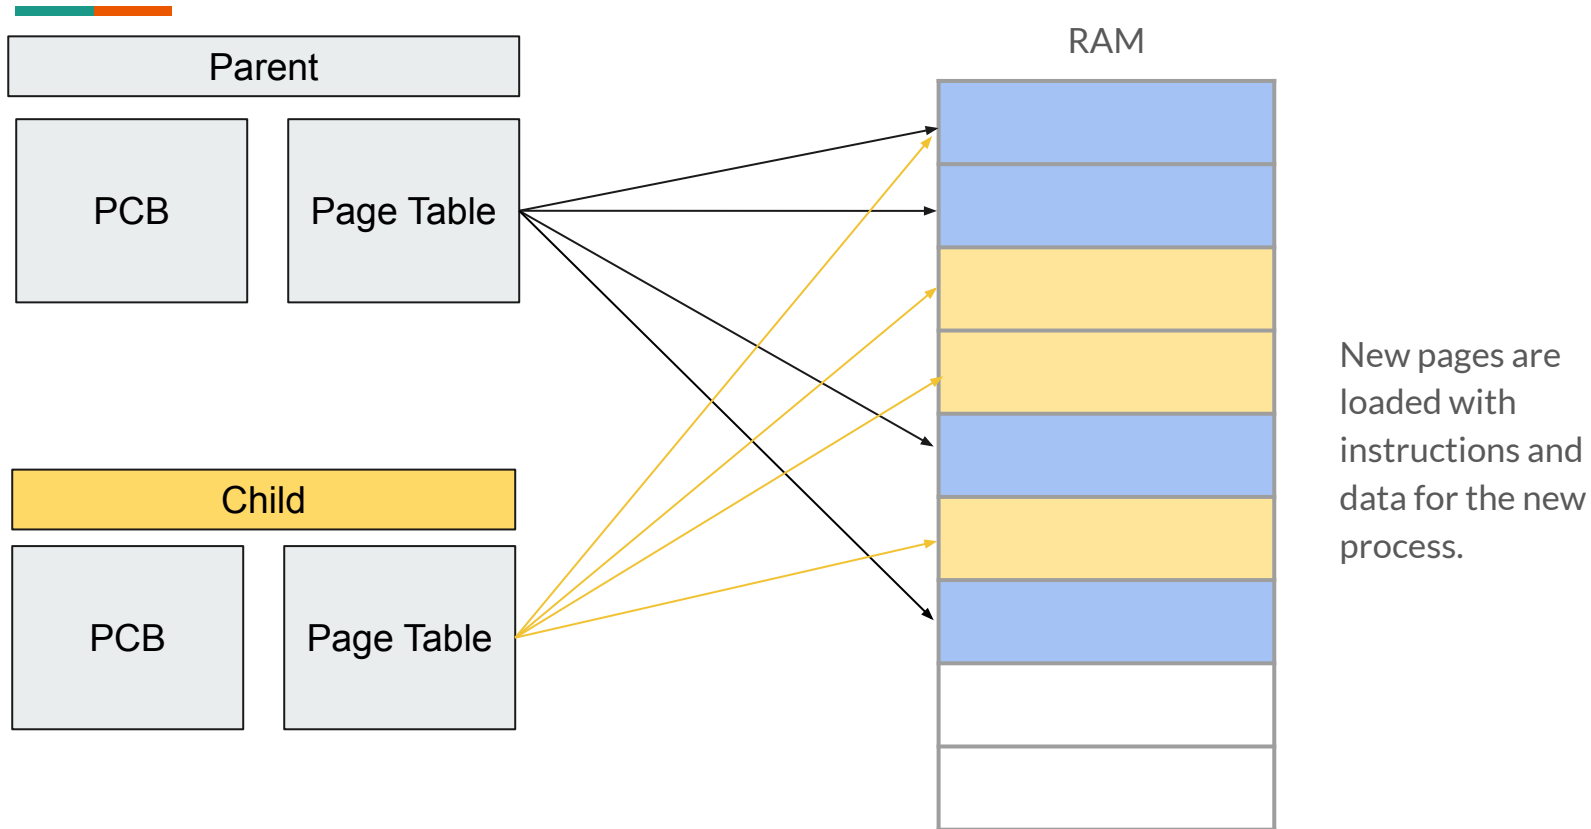 RAM
Parent
PCB
Page Table
Child
PCB
Page Table
New pages are
loaded with
instructions and
data for the new
process.